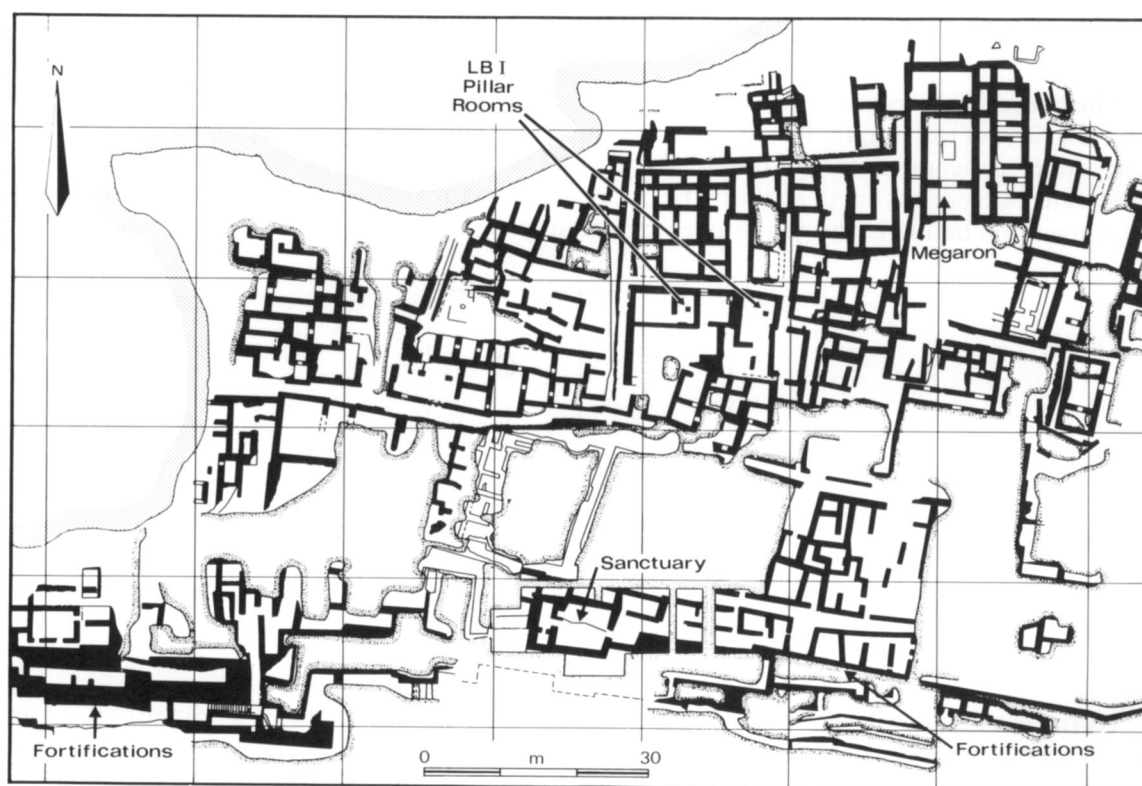 N
LB I
Pillar
Rooms
Megaron
Sanctuary
Fortifications
0 m 30
Fortifications